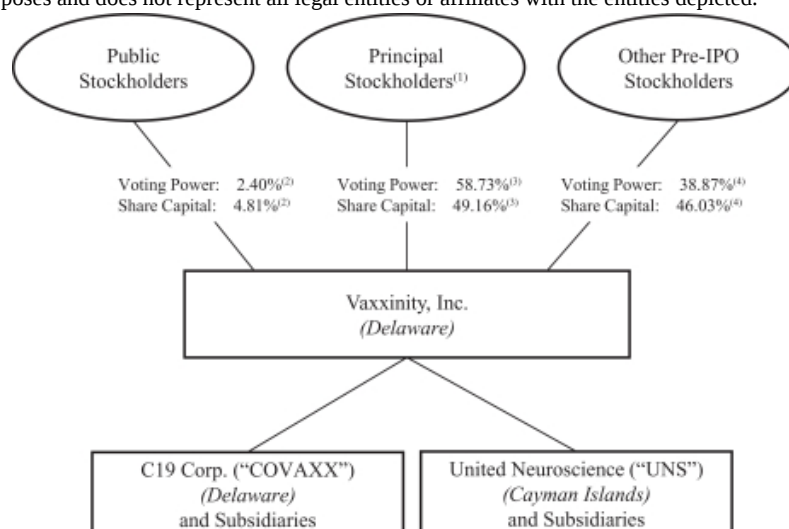 poses and does not represent all legal entities or affiliates with the entities depicted.
Public
Stockholders
Principal
Stockholders(1)
Other Pre-IPO
Stockholders
Voting Power: 2.40%(2)
Share Capital: 4.81%(2)
Voting Power: 58.73%(3)
Share Capital: 49.16%(3)
Voting Power: 38.87%(4)
Share Capital: 46.03%(4)
Vaxxinity, Inc.
(Delaware)
C19 Corp. (“COVAXX”)
(Delaware)
and Subsidiaries
United Neuroscience (“UNS”)
(Cayman Islands)
and Subsidiaries